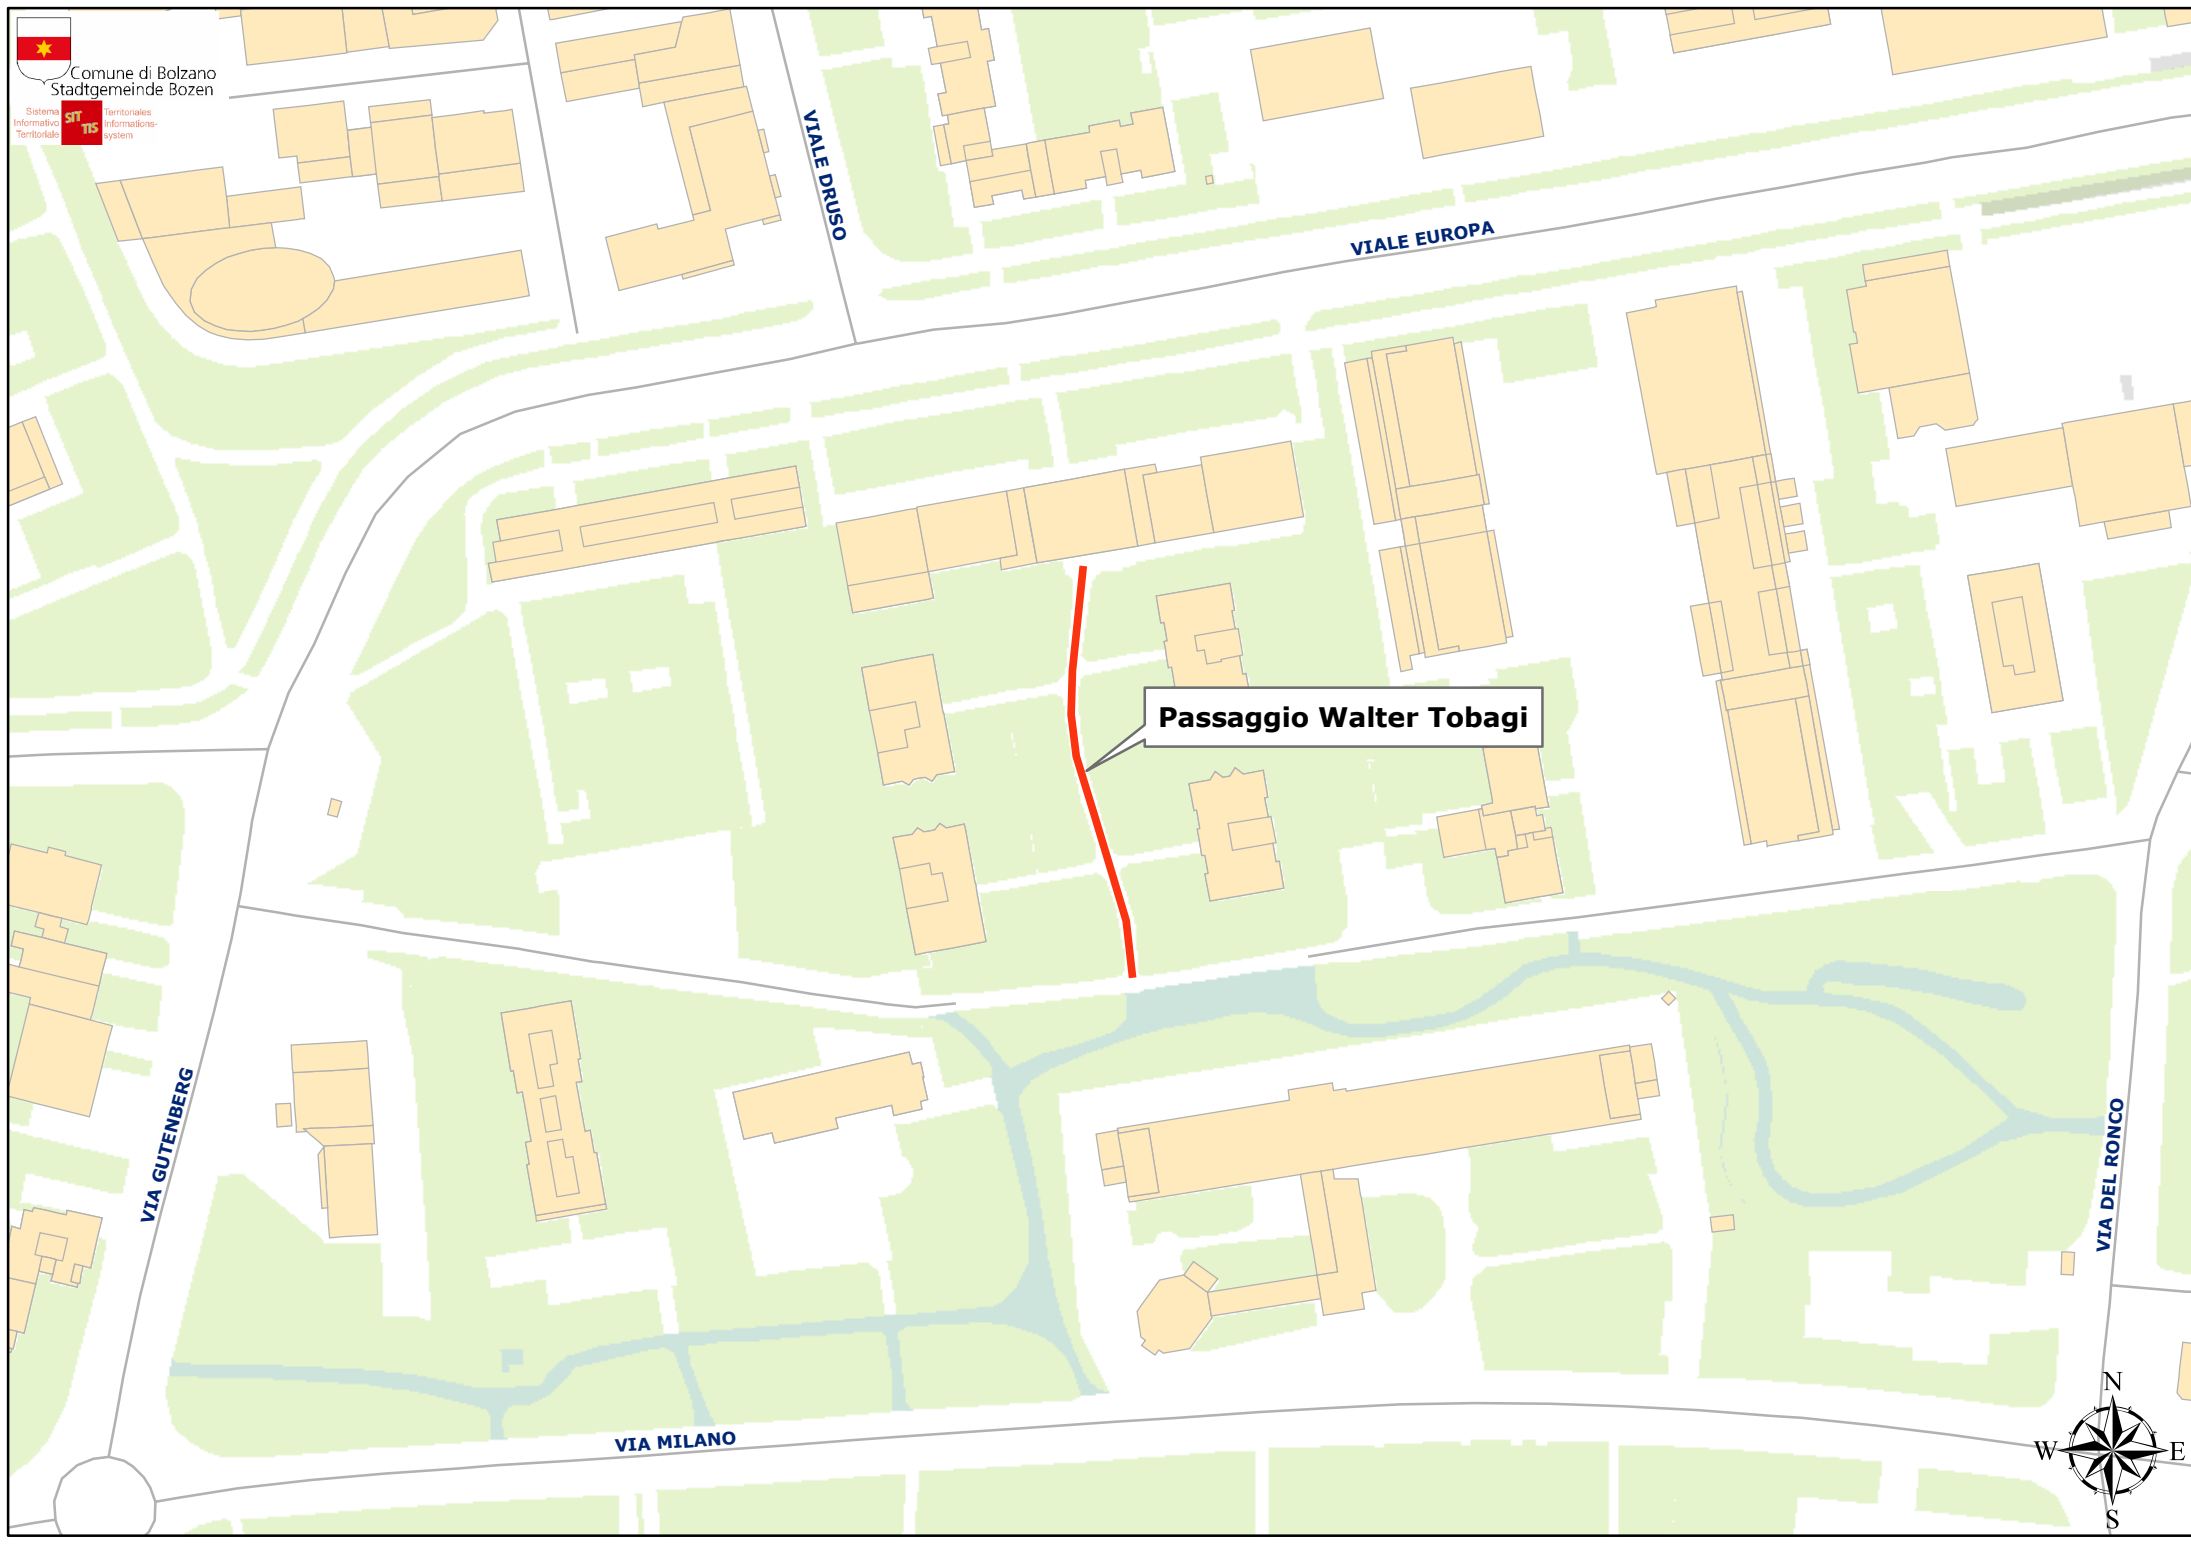 Comune di Bolzano
Stadtgemeinde Bozen
Sistema
Informativo
Territoriale
SIT
TIS
Territoriales
Informations-
system
VIALE DRUSO
VIALE EUROPA
Passaggio Walter Tobagi
VIA GUTENBERG
VIA DEL RONCO
VIA MILANO
N
W
E
S